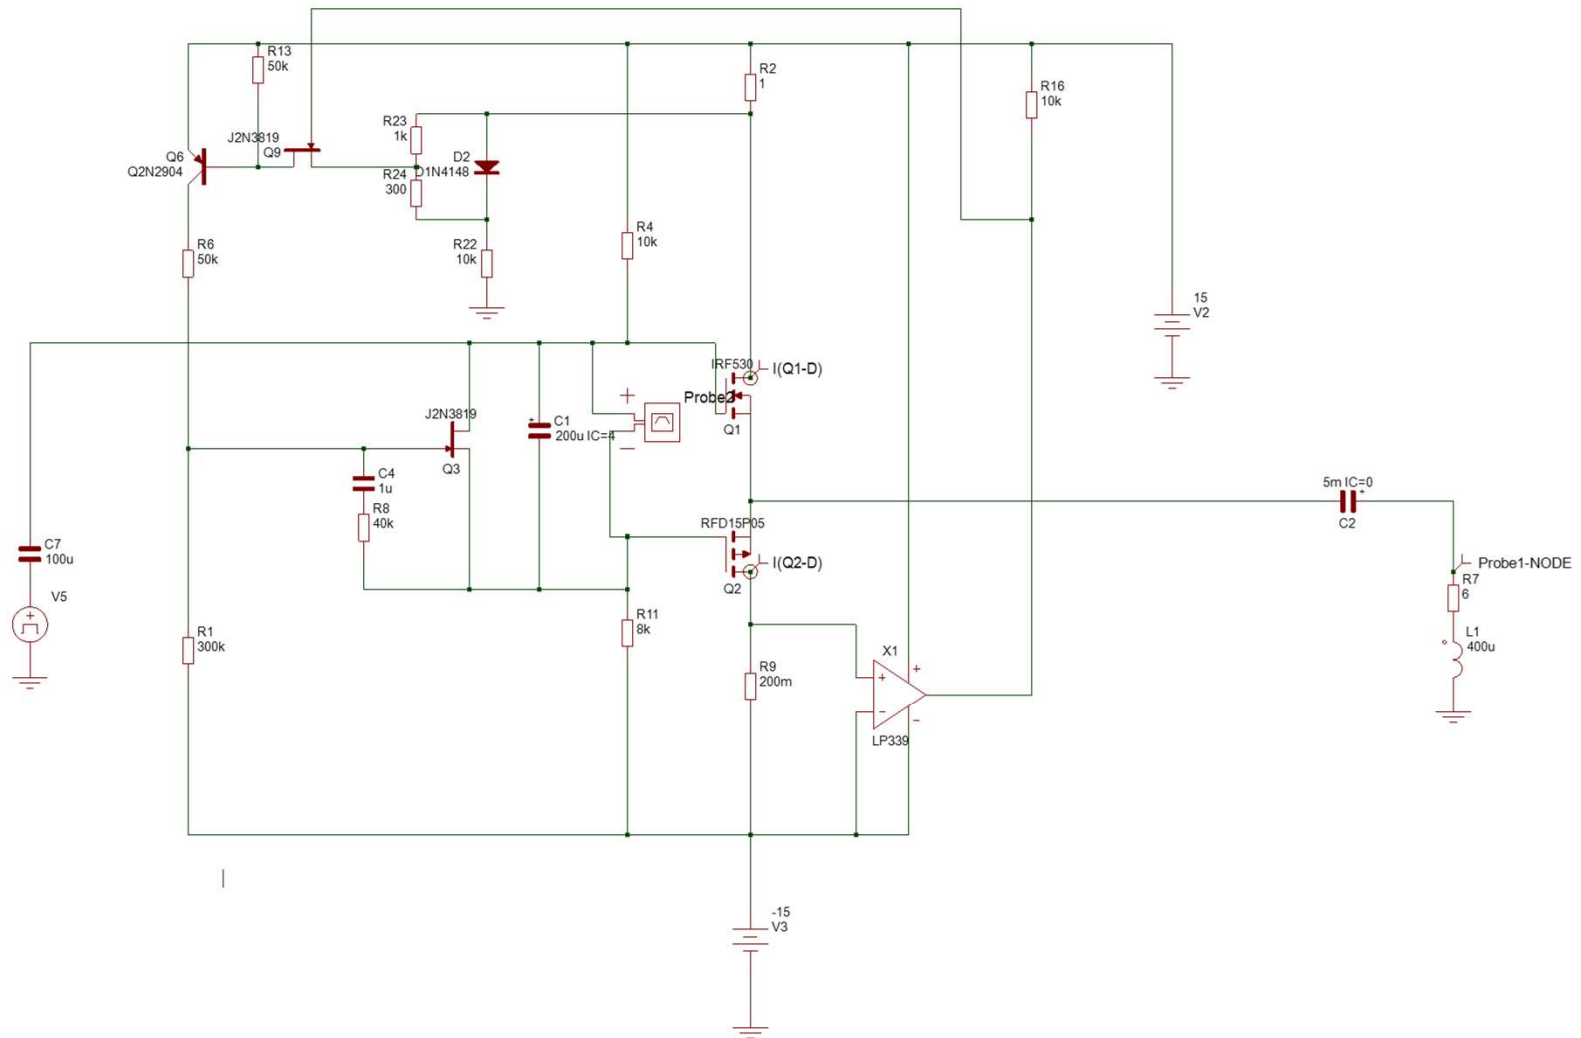 R13
50k
R2
1
R16
10k
J2N3819
Q9
R23
1k
Q6
Q2N2904
D2
D1N4148
R24
300
R4
10k
R6
50k
R22
10k
15
V2
IRF530
I(Q1-D)
+
Probe2
J2N3819
C1
+
200u IC=4
Q1
–
Q3
C4
1u
5m IC=0
+
C2
R8
40k
RFD15P05
C7
100u
I(Q2-D)
Probe1-NODE
Q2
R7
6
V5
+
R11
8k
R1
300k
L1
400u
X1
+
R9
200m
+
–
–
LP339
-15
V3